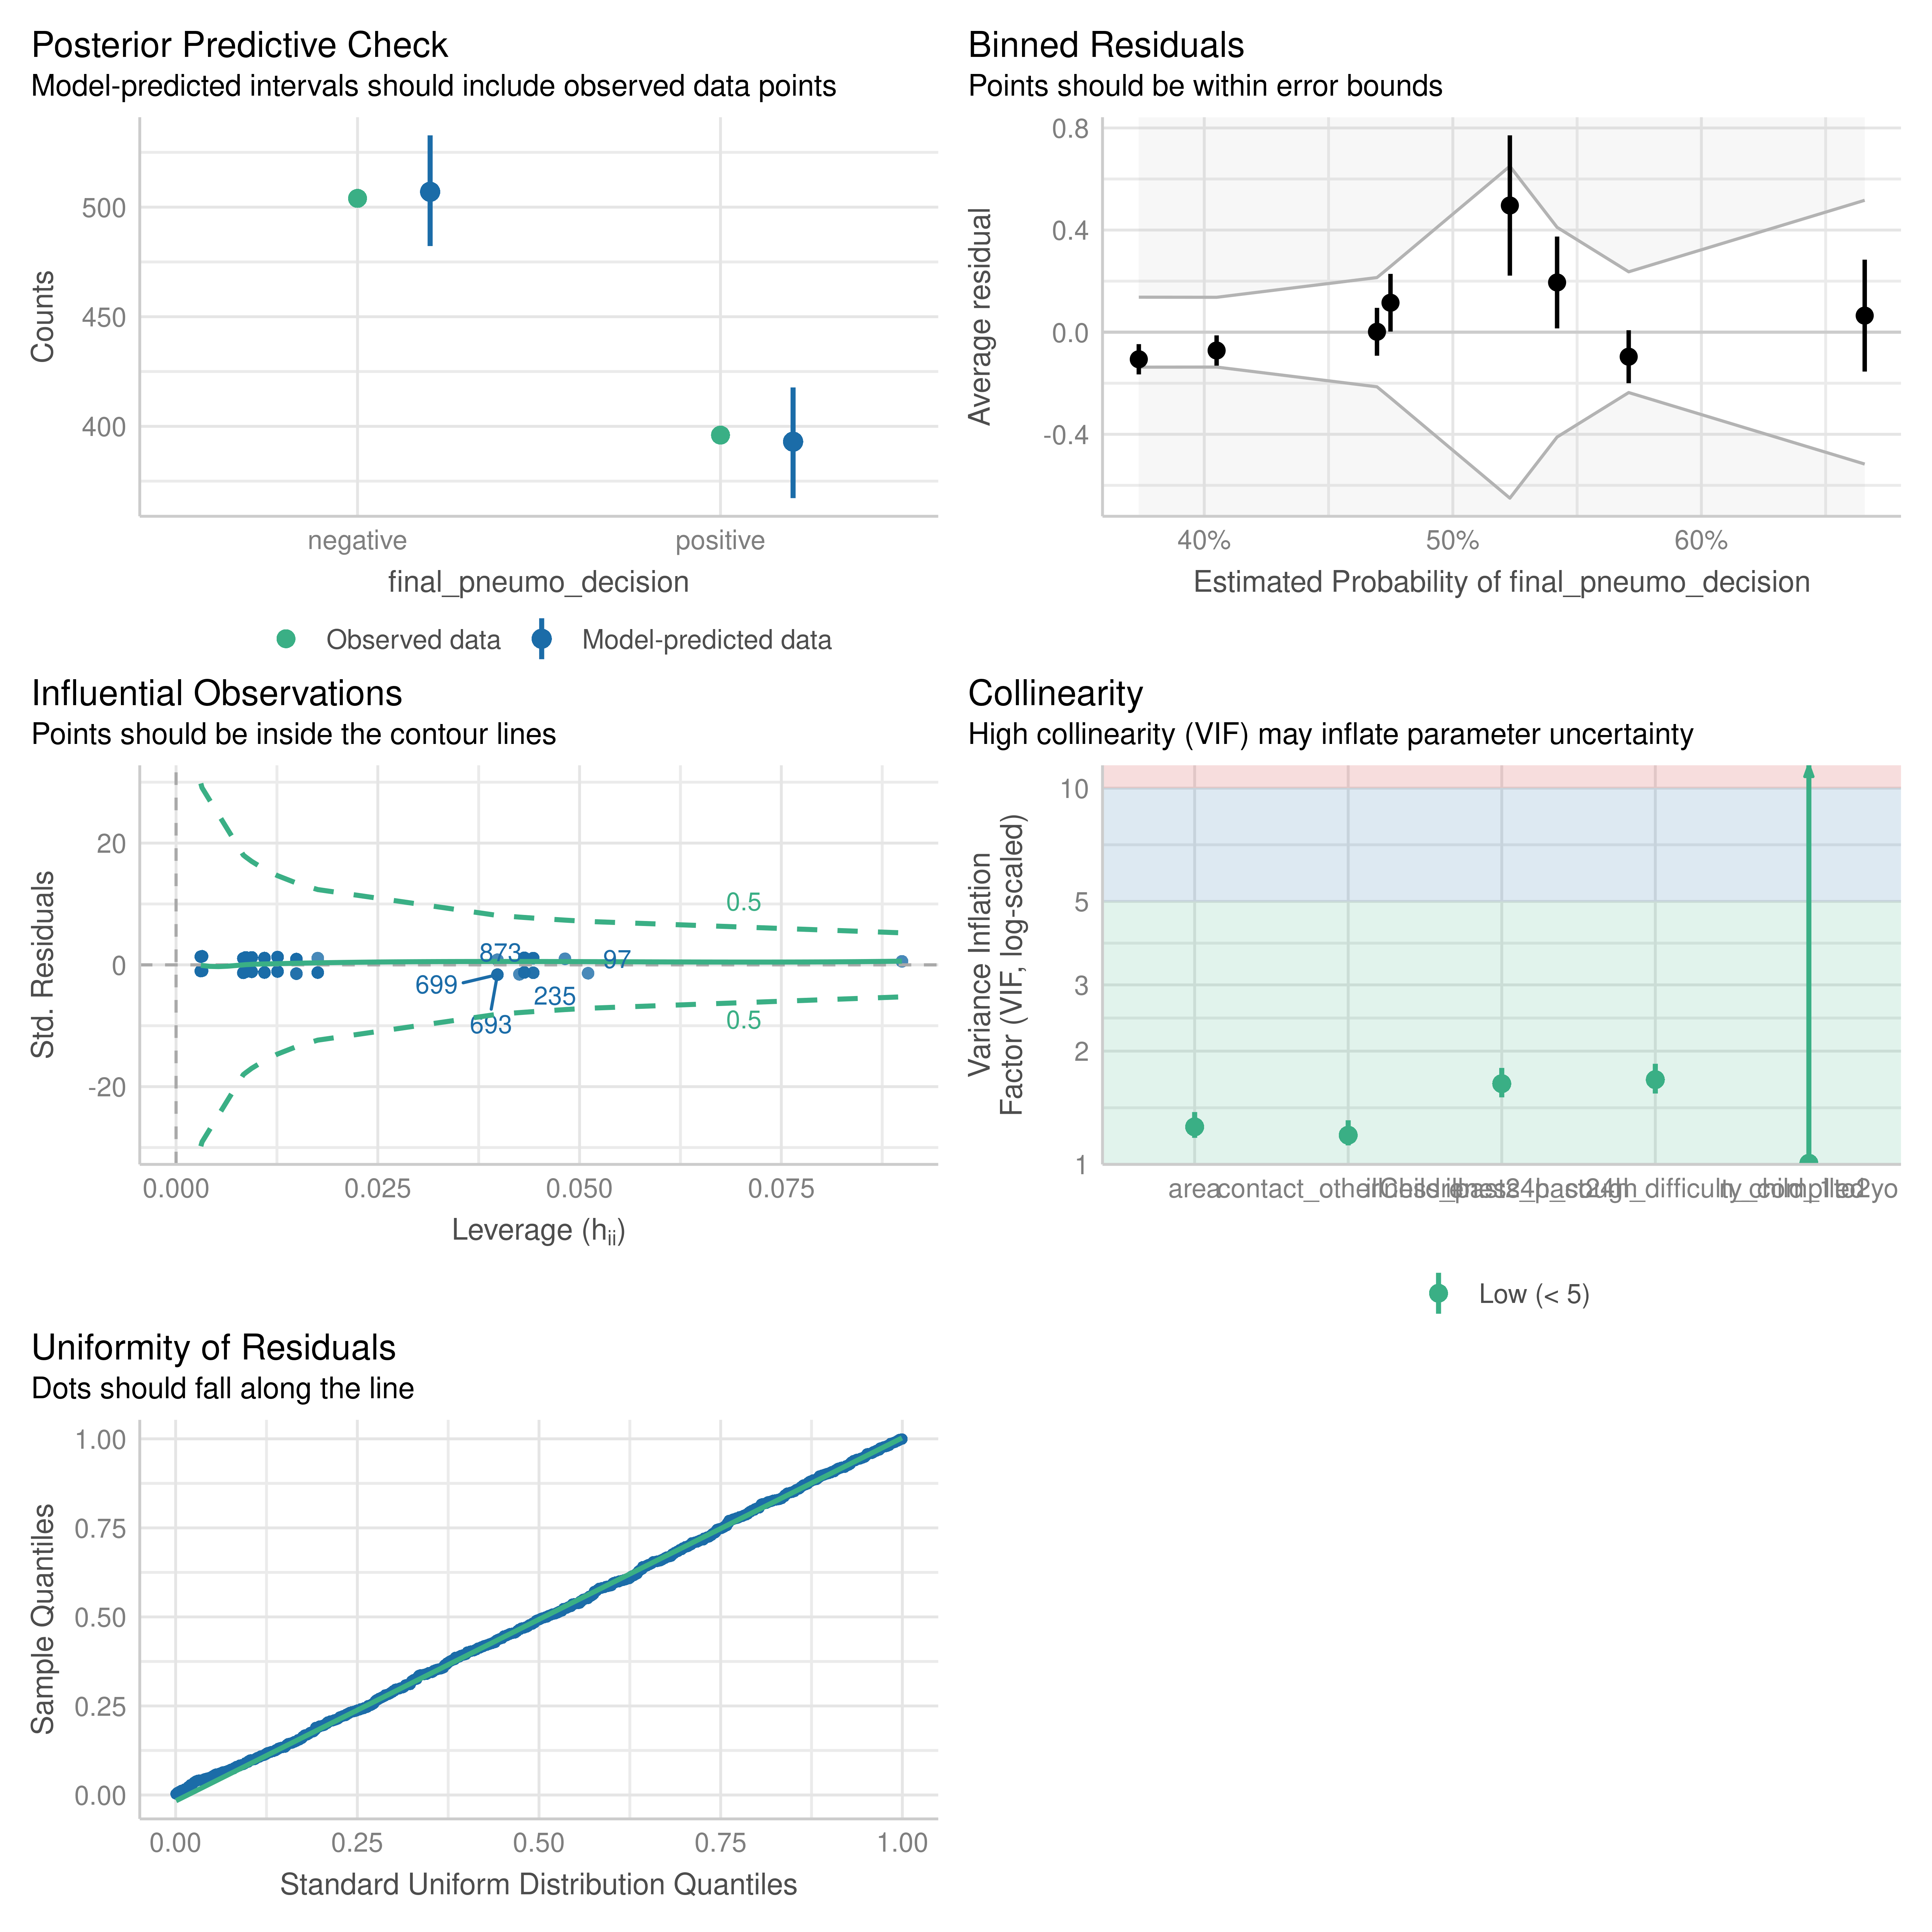 Posterior Predictive Check
Model-predicted intervals should include observed data points
500
450
400
Counts
negative
positive
final_pneumo_decision
Observed data
Model-predicted data
Binned Residuals
Points should be within error bounds
0.8
0.4
0.0
-0.4
Average residual
40%
50%
60%
Estimated Probability of final_pneumo_decision
Influential Observations
Points should be inside the contour lines
20
0
-20
Std. Residuals
0.5
873
97
699
235
693
0.5
0.000
0.025
0.050
0.075
Leverage (hii)
Collinearity
High collinearity (VIF) may inflate parameter uncertainty
10
5
3
2
1
Variance Inflation
Factor (VIF, log-scaled)
area
Low (< 5)
Uniformity of Residuals
Dots should fall along the line
1.00
0.75
0.50
0.25
0.00
Sample Quantiles
0.00
0.25
0.50
0.75
1.00
Standard Uniform Distribution Quantiles